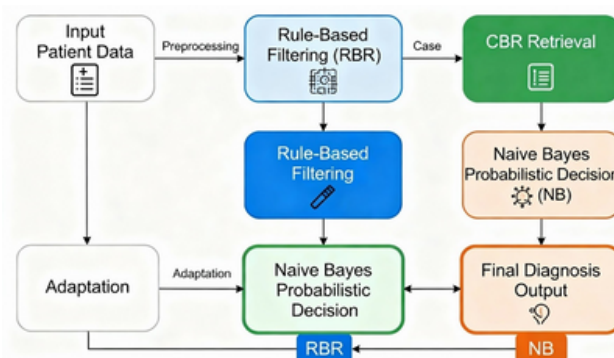 Input
Patient Data
Preprocessing
Rule-Based
Filtering (RBR)
Case
CBR Retrieval
Rule-Based
Filtering
Naive Bayes
Probabilistic Decision
(NB)
Adaptation
Adaptation
Naive Bayes
Probabilistic
Decision
Final Diagnosis
Output
RBR
NB